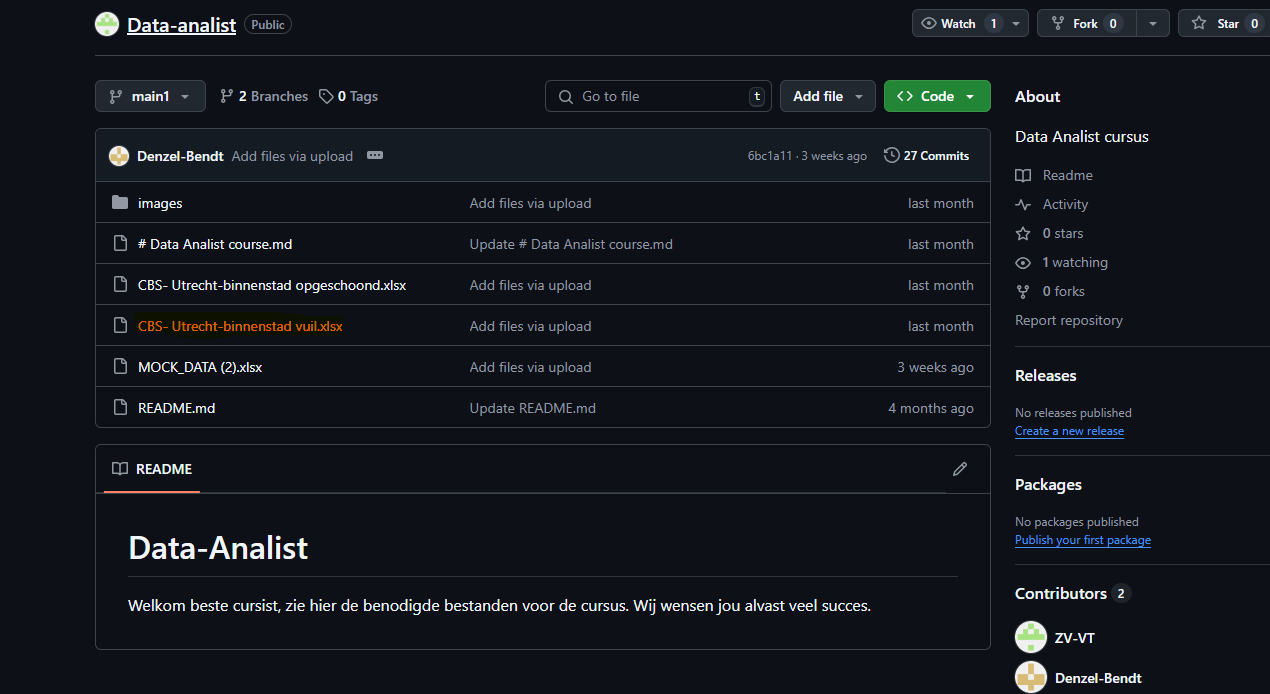 Data-analist Public Watch 1 Fork 0 Star 0
main1 2 Branches 0 Tags Go to file t Add file Code
Denzel-Bendt Add files via upload 6bc1a11 · 3 weeks ago 27 Commits
images Add files via upload last month
# Data Analist course.md Update # Data Analist course.md last month
CBS- Utrecht-binnenstad opgeschoond.xlsx Add files via upload last month
CBS- Utrecht-binnenstad vuil.xlsx Add files via upload last month
MOCK_DATA (2).xlsx Add files via upload 3 weeks ago
README.md Update README.md 4 months ago
README
Data-Analist
Welkom beste cursist, zie hier de benodigde bestanden voor de cursus. Wij wensen jou alvast veel succes.
About
Data Analist cursus
Readme
Activity
0 stars
1 watching
0 forks
Report repository
Releases
No releases published
Create a new release
Packages
No packages published
Publish your first package
Contributors 2
ZV-VT
Denzel-Bendt